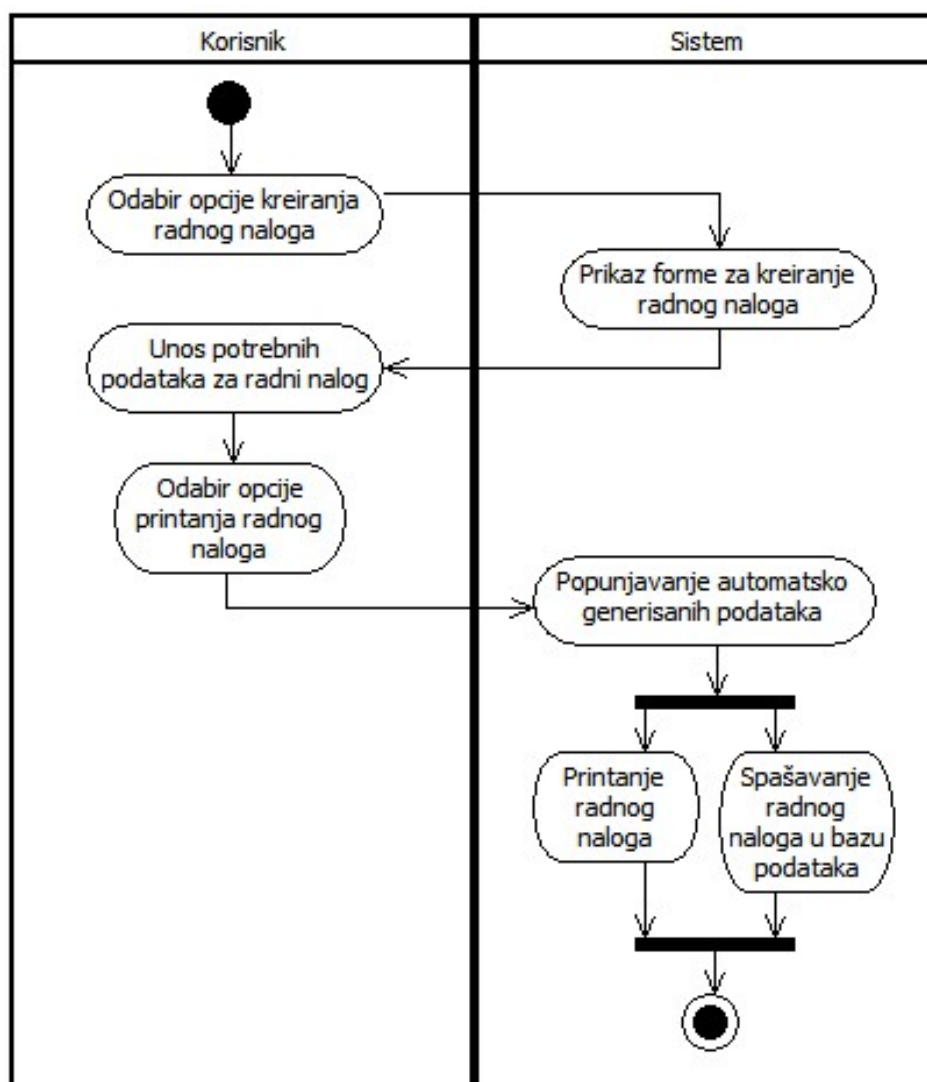 Korisnik
Sistem
Odabir opcije kreiranja
radnog naloga
Prikaz forme za kreiranje
radnog naloga
Unos potrebnih
podataka za radni nalog
Odabir opcije
printanja radnog
naloga
Popunjavanje automatsko
generisanih podataka
Printanje
radnog
naloga
Spašavanje
radnog
naloga u bazu
podataka